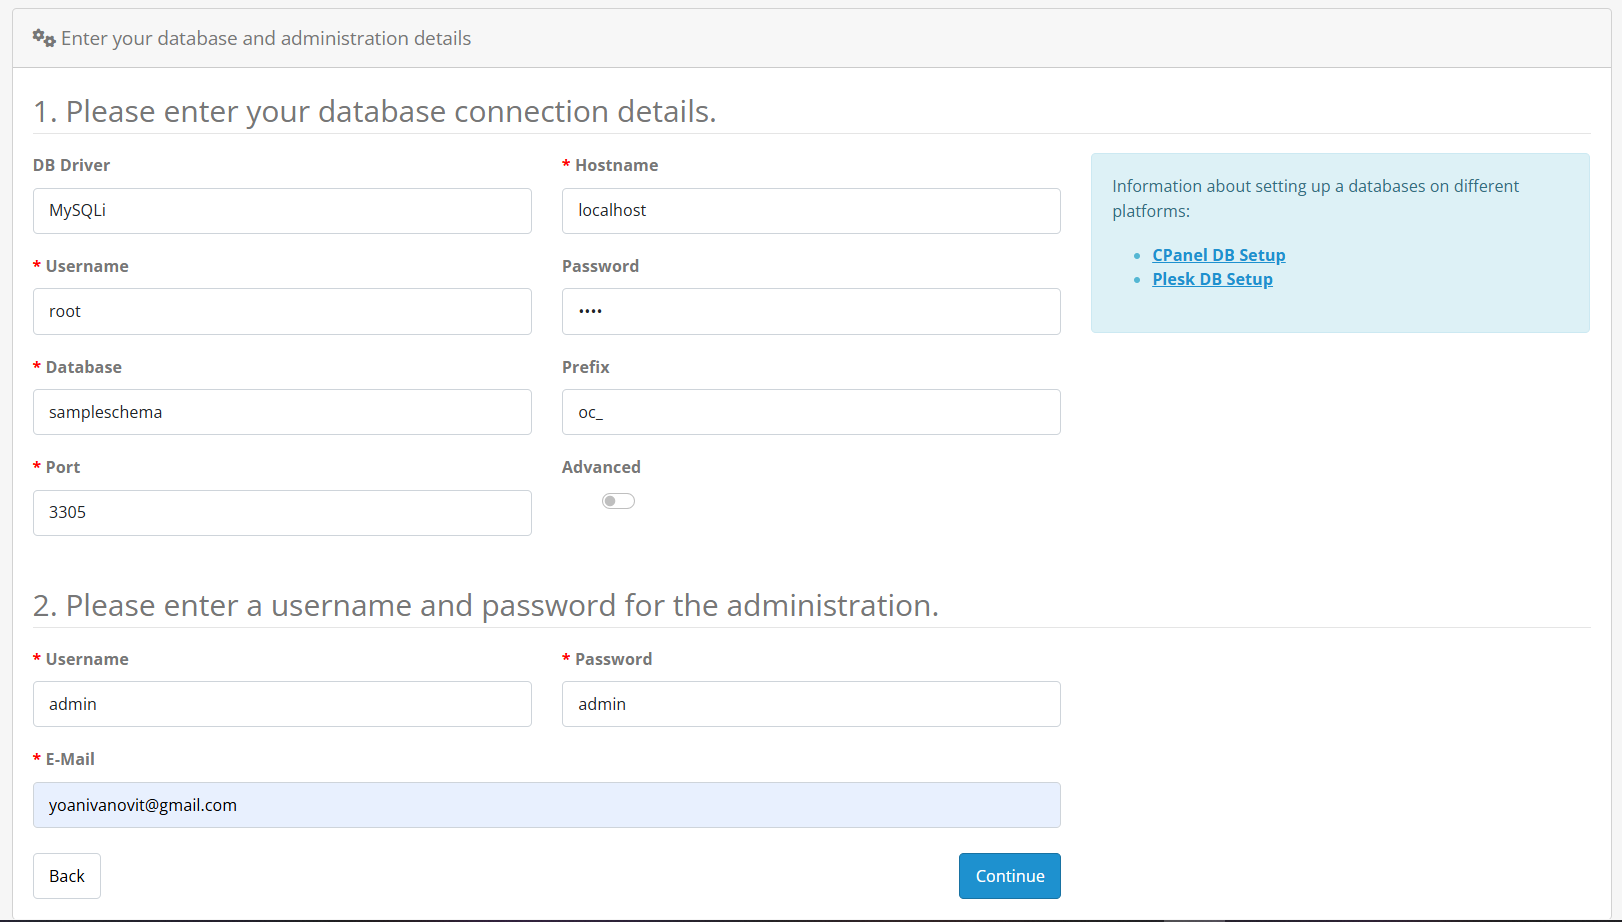 Enter your database and administration details
1. Please enter your database connection details.
DB Driver
* Hostname
MySQLi
localhost
* Username
Password
root
••••
* Database
Prefix
sampleschema
oc_
* Port
Advanced
3305
Information about setting up a databases on different
platforms:
• CPanel DB Setup
• Plesk DB Setup
2. Please enter a username and password for the administration.
* Username
* Password
admin
admin
* E-Mail
yoanivanovit@gmail.com
Back
Continue